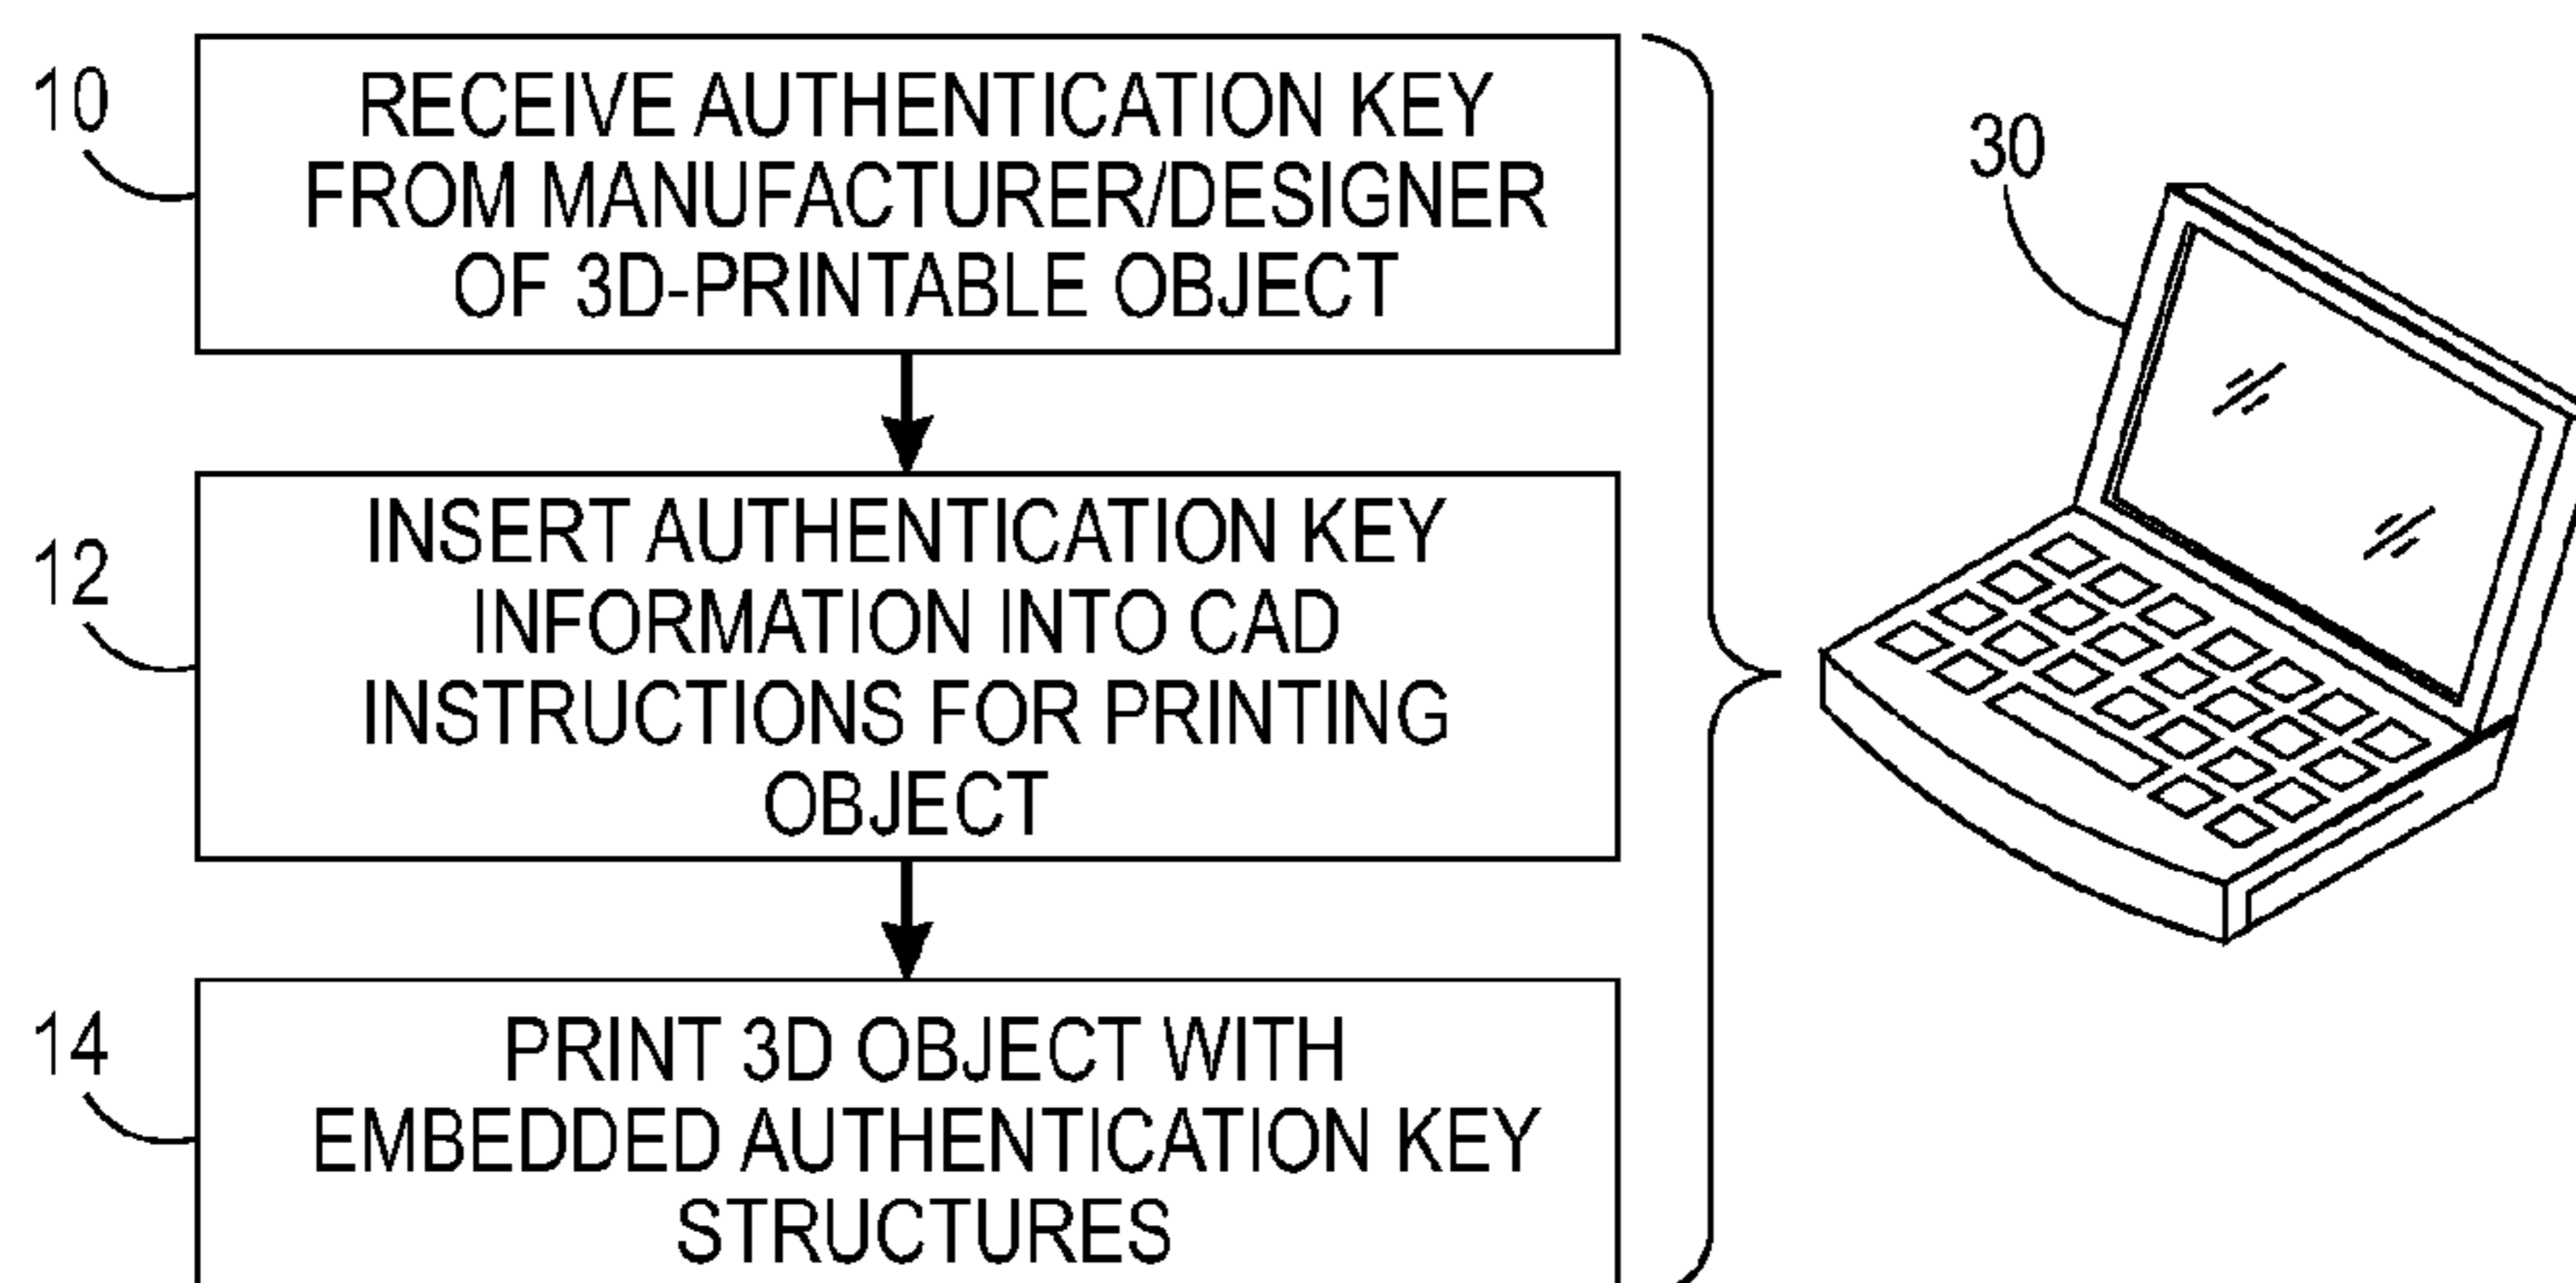 10
RECEIVE AUTHENTICATION KEY
FROM MANUFACTURER/DESIGNER
OF 3D-PRINTABLE OBJECT
30
12
INSERT AUTHENTICATION KEY
INFORMATION INTO CAD
INSTRUCTIONS FOR PRINTING
OBJECT
14
PRINT 3D OBJECT WITH
EMBEDDED AUTHENTICATION KEY
STRUCTURES